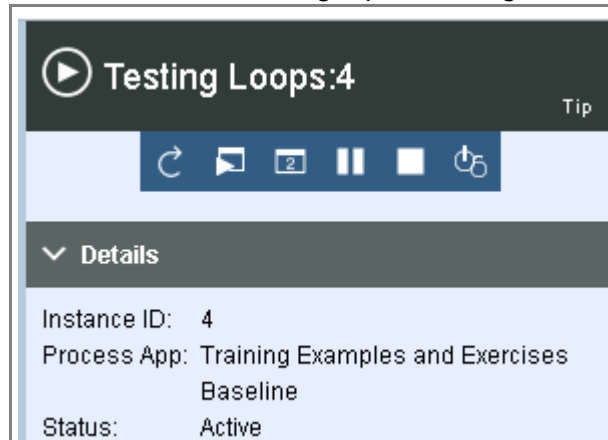 Testing Loops:4
Tip
2
Details
Instance ID: 4
Process App: Training Examples and Exercises
Baseline
Status: Active